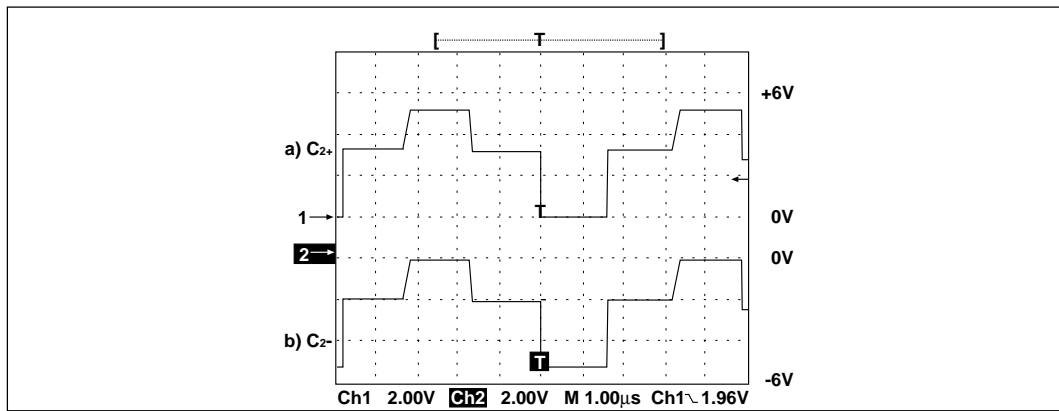 [ T ]
+6V
a) C2+
T
1
0V
2
0V
b) C2-
T
-6V
Ch1 2.00V Ch2 2.00V M 1.00µs Ch1 1.96V